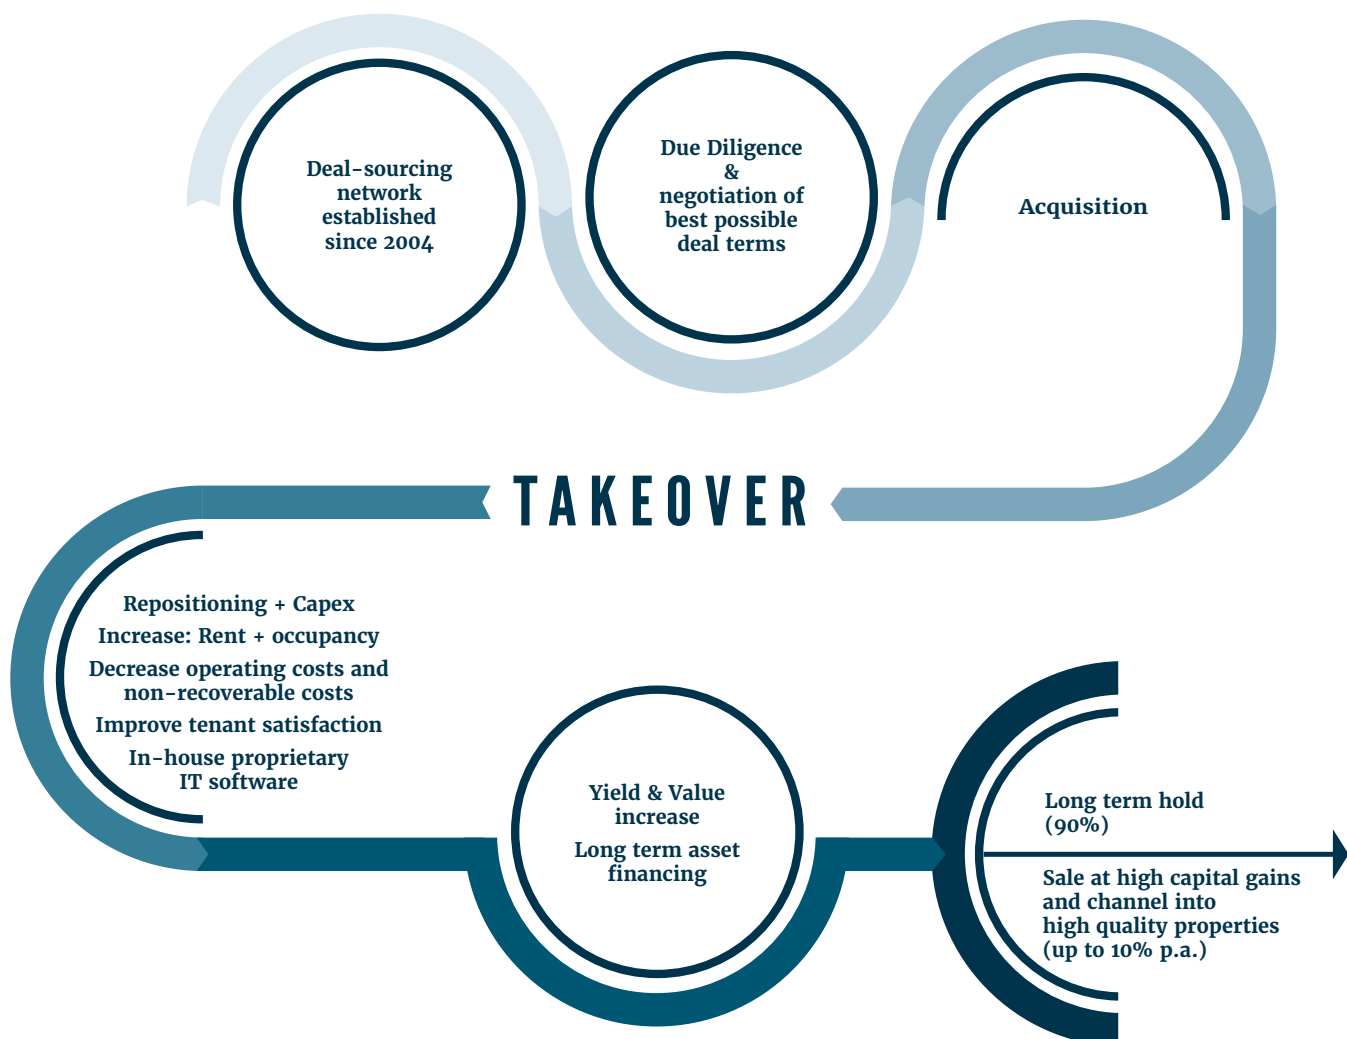 Deal-sourcing
network
established
since 2004
Due Diligence
&
negotiation of
best possible
deal terms
Acquisition
TAKEOVER
Repositioning + Capex
Increase: Rent + occupancy
Decrease operating costs and
non-recoverable costs
Improve tenant satisfaction
In-house proprietary
IT software
Yield & Value
increase
Long term asset
financing
Long term hold
(90%)
Sale at high capital gains
and channel into
high quality properties
(up to 10% p.a.)